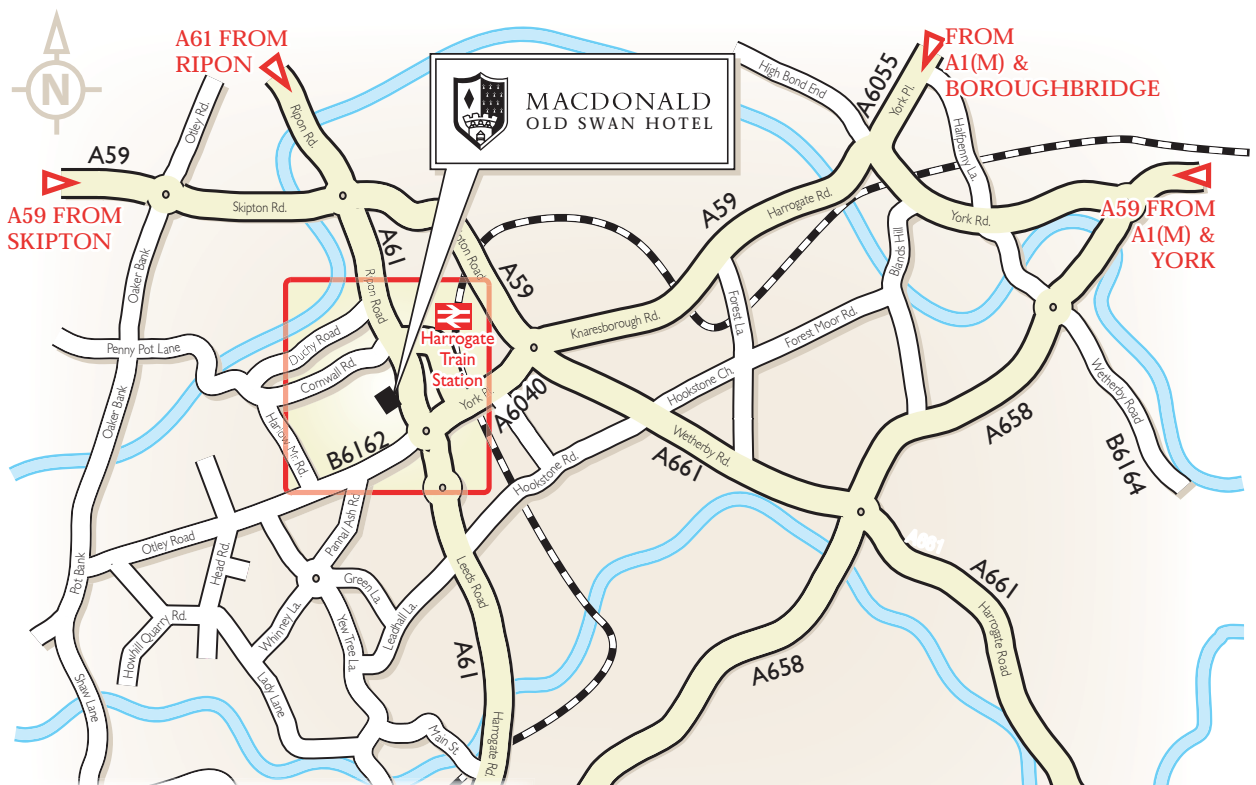 A61 FROM
RIPON
FROM
A1(M) &
BOROUGHBRIDGE
N
MACDONALD
OLD SWAN HOTEL
High Bond End
A6055
York Pl.
Otley Rd.
Ripon Rd.
Halfpenny La.
A59
A59 FROM
SKIPTON
Skipton Rd.
A59
Harrogate Rd.
York Rd.
A59 FROM
A1(M) &
YORK
A61
ton Road
A59
Blands Hill
Oaker Bank
Ripon Road
Forest La.
Knaresborough Rd.
Forest Moor Rd.
Harrogate
Train
Station
Penny Pot Lane
Duchy Road
Cornwall Rd.
Hookstone Ch.
Wetherby Road
York Pl.
A6040
Oaker Bank
Harlow Mr Rd.
B6162
Wetherby Rd.
A661
A658
B6164
Hookstone Rd.
Pannal Ash Rd.
Otley Road
Head Rd.
A661
Pot Bank
Green La.
Leeds Road
A661
Howhill Quarry Rd.
Whinney La.
Yew Tree La.
Leadhall La.
Harrogate Road
A61
A658
Shaw Lane
Lady Lane
Main St.
Harrogate Rd.